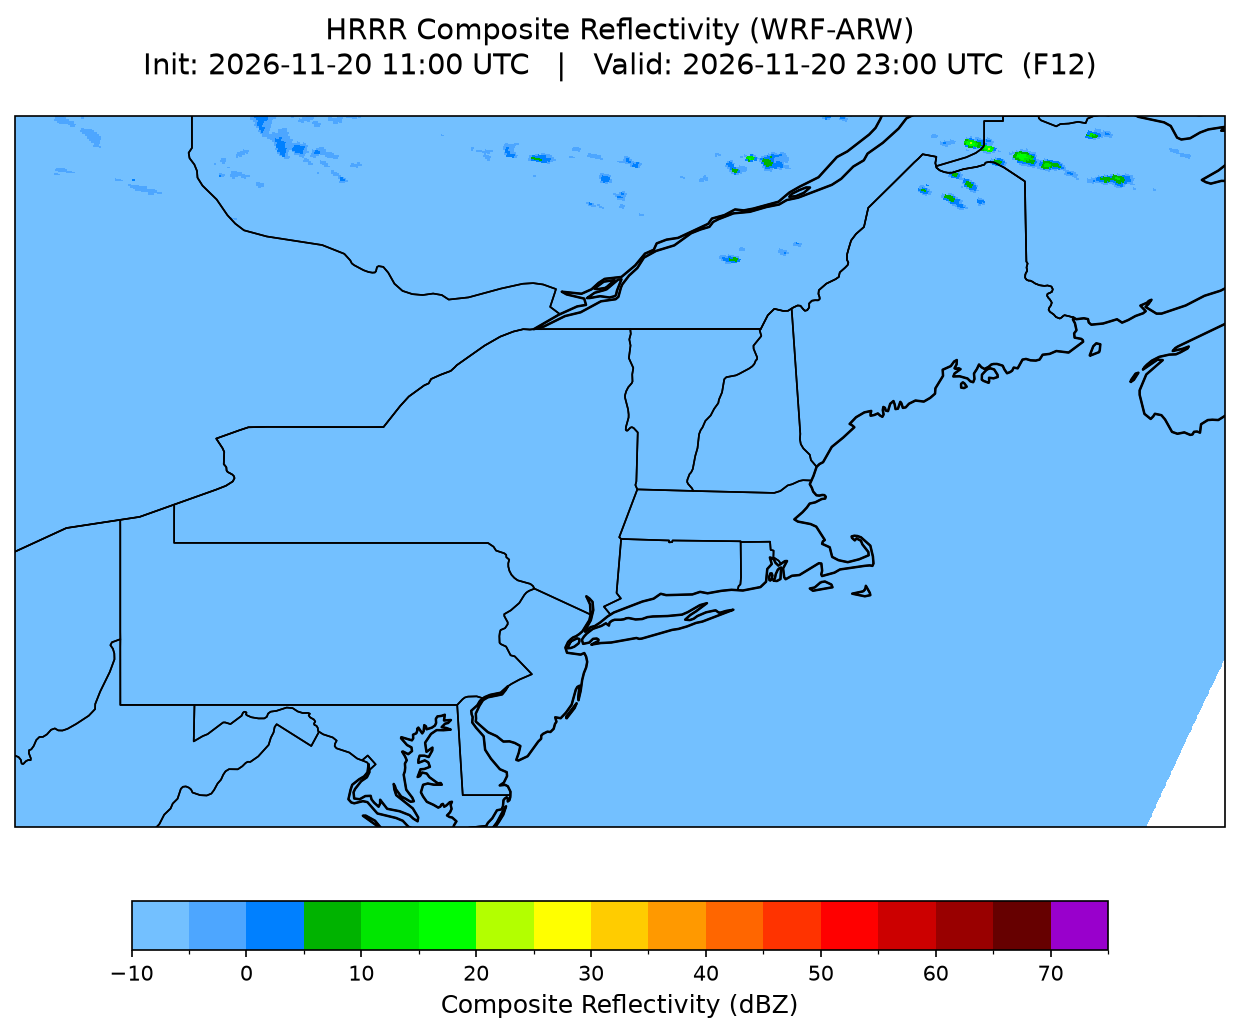 HRRR Composite Reflectivity (WRF-ARW)
Init: 2026-11-20 11:00 UTC   |   Valid: 2026-11-20 23:00 UTC  (F12)
−10 0 10 20 30 40 50 60 70
Composite Reflectivity (dBZ)